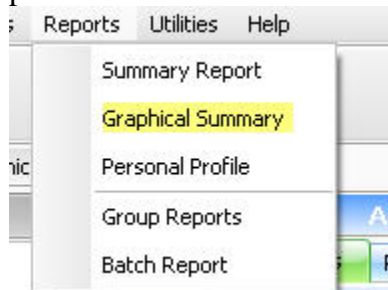 Reports Utilities Help
Summary Report
Graphical Summary
Personal Profile
Group Reports
Batch Report